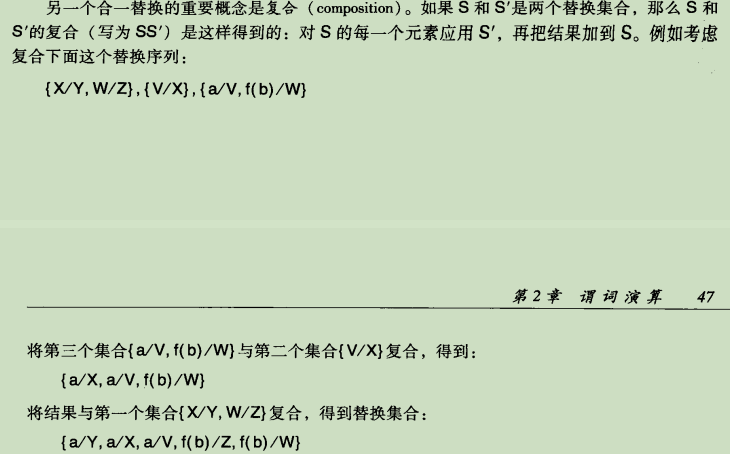 另一个合一替换的重要概念是复合（composition）。如果 S 和 S′是两个替换集合，那么 S 和
S′的复合（写为 SS′）是这样得到的：对 S 的每一个元素应用 S′，再把结果加到 S。例如考虑
复合下面这个替换序列：
{X/Y, W/Z}, {V/X}, {a/V, f(b)/W}
第 2 章 谓词演算 47
将第三个集合{a/V, f(b)/W}与第二个集合{V/X}复合，得到：
{a/X, a/V, f(b)/W}
将结果与第一个集合{X/Y, W/Z}复合，得到替换集合：
{a/Y, a/X, a/V, f(b)/Z, f(b)/W}